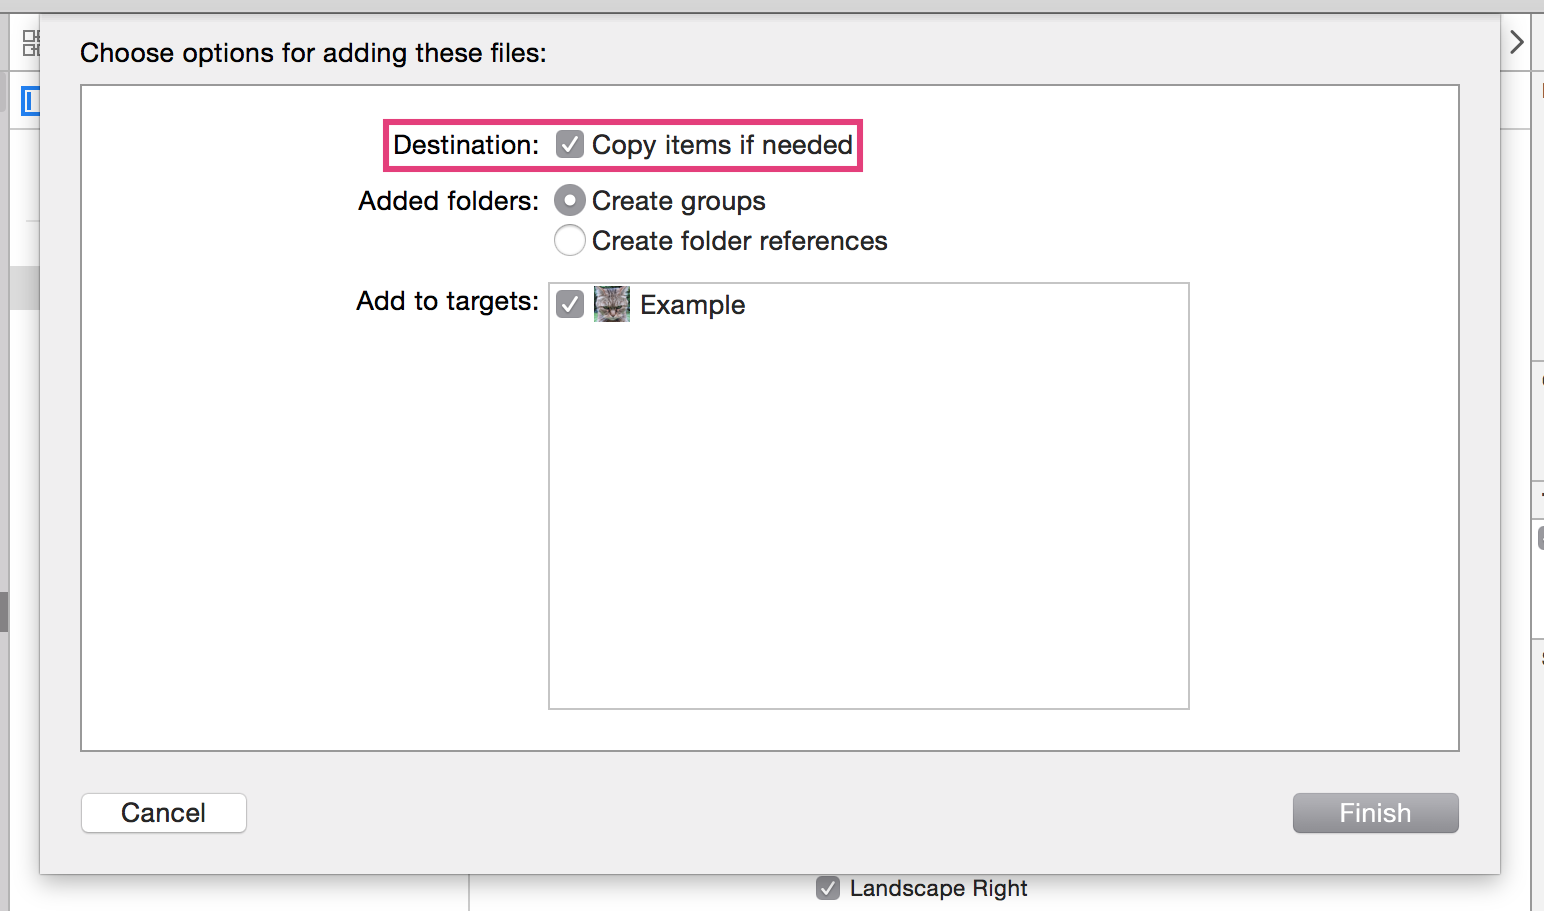 Choose options for adding these files:
Destination: Copy items if needed
Added folders: Create groups
Create folder references
Add to targets: Example
Cancel
Finish
Landscape Right